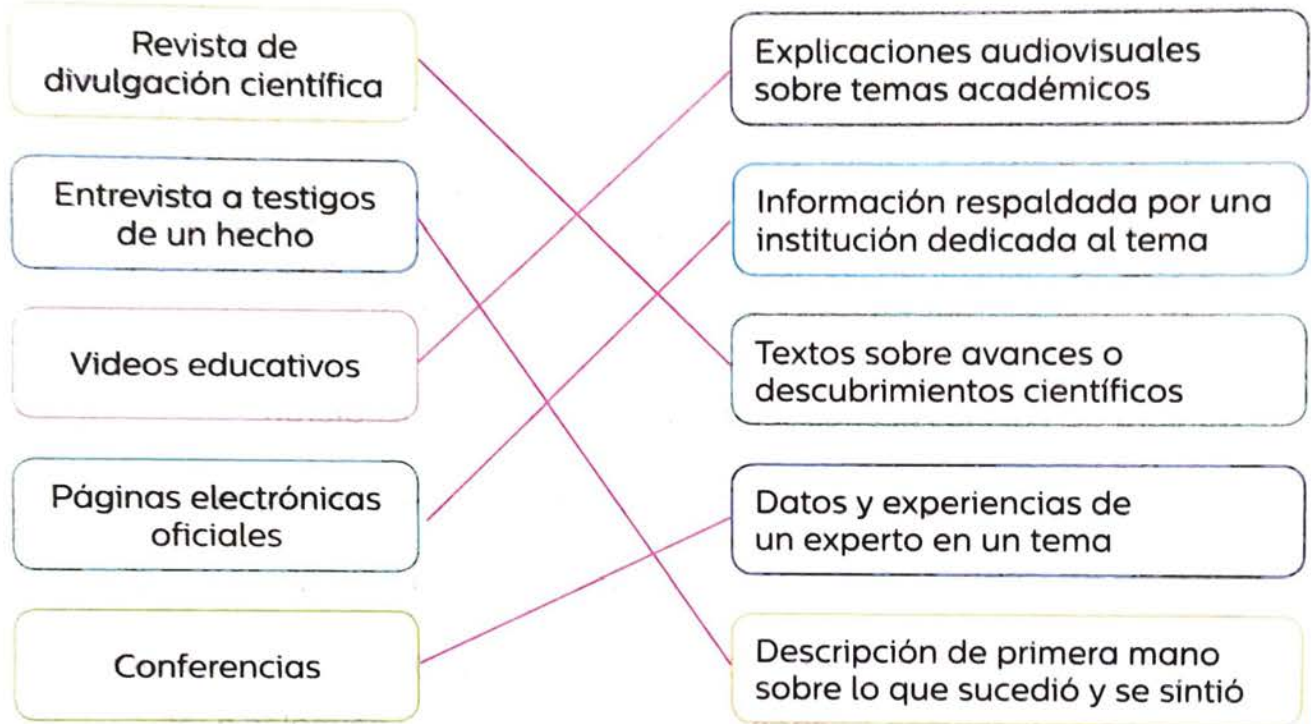 Revista de
divulgación científica
Entrevista a testigos
de un hecho
Videos educativos
Páginas electrónicas
oficiales
Conferencias
Explicaciones audiovisuales
sobre temas académicos
Información respaldada por una
institución dedicada al tema
Textos sobre avances o
descubrimientos científicos
Datos y experiencias de
un experto en un tema
Descripción de primera mano
sobre lo que sucedió y se sintió